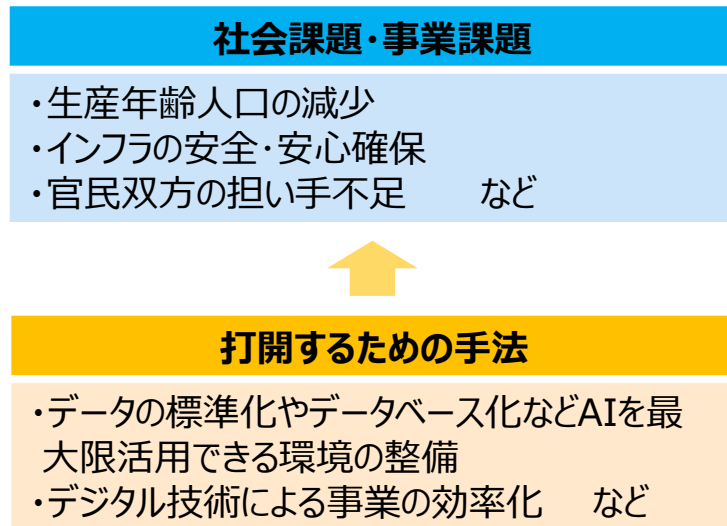 社会課題・事業課題
・生産年齢人口の減少
・インフラの安全・安心確保
・官民双方の担い手不足　　など
打開するための手法
・データの標準化やデータベース化などAIを最
大限活用できる環境の整備
・デジタル技術による事業の効率化　など